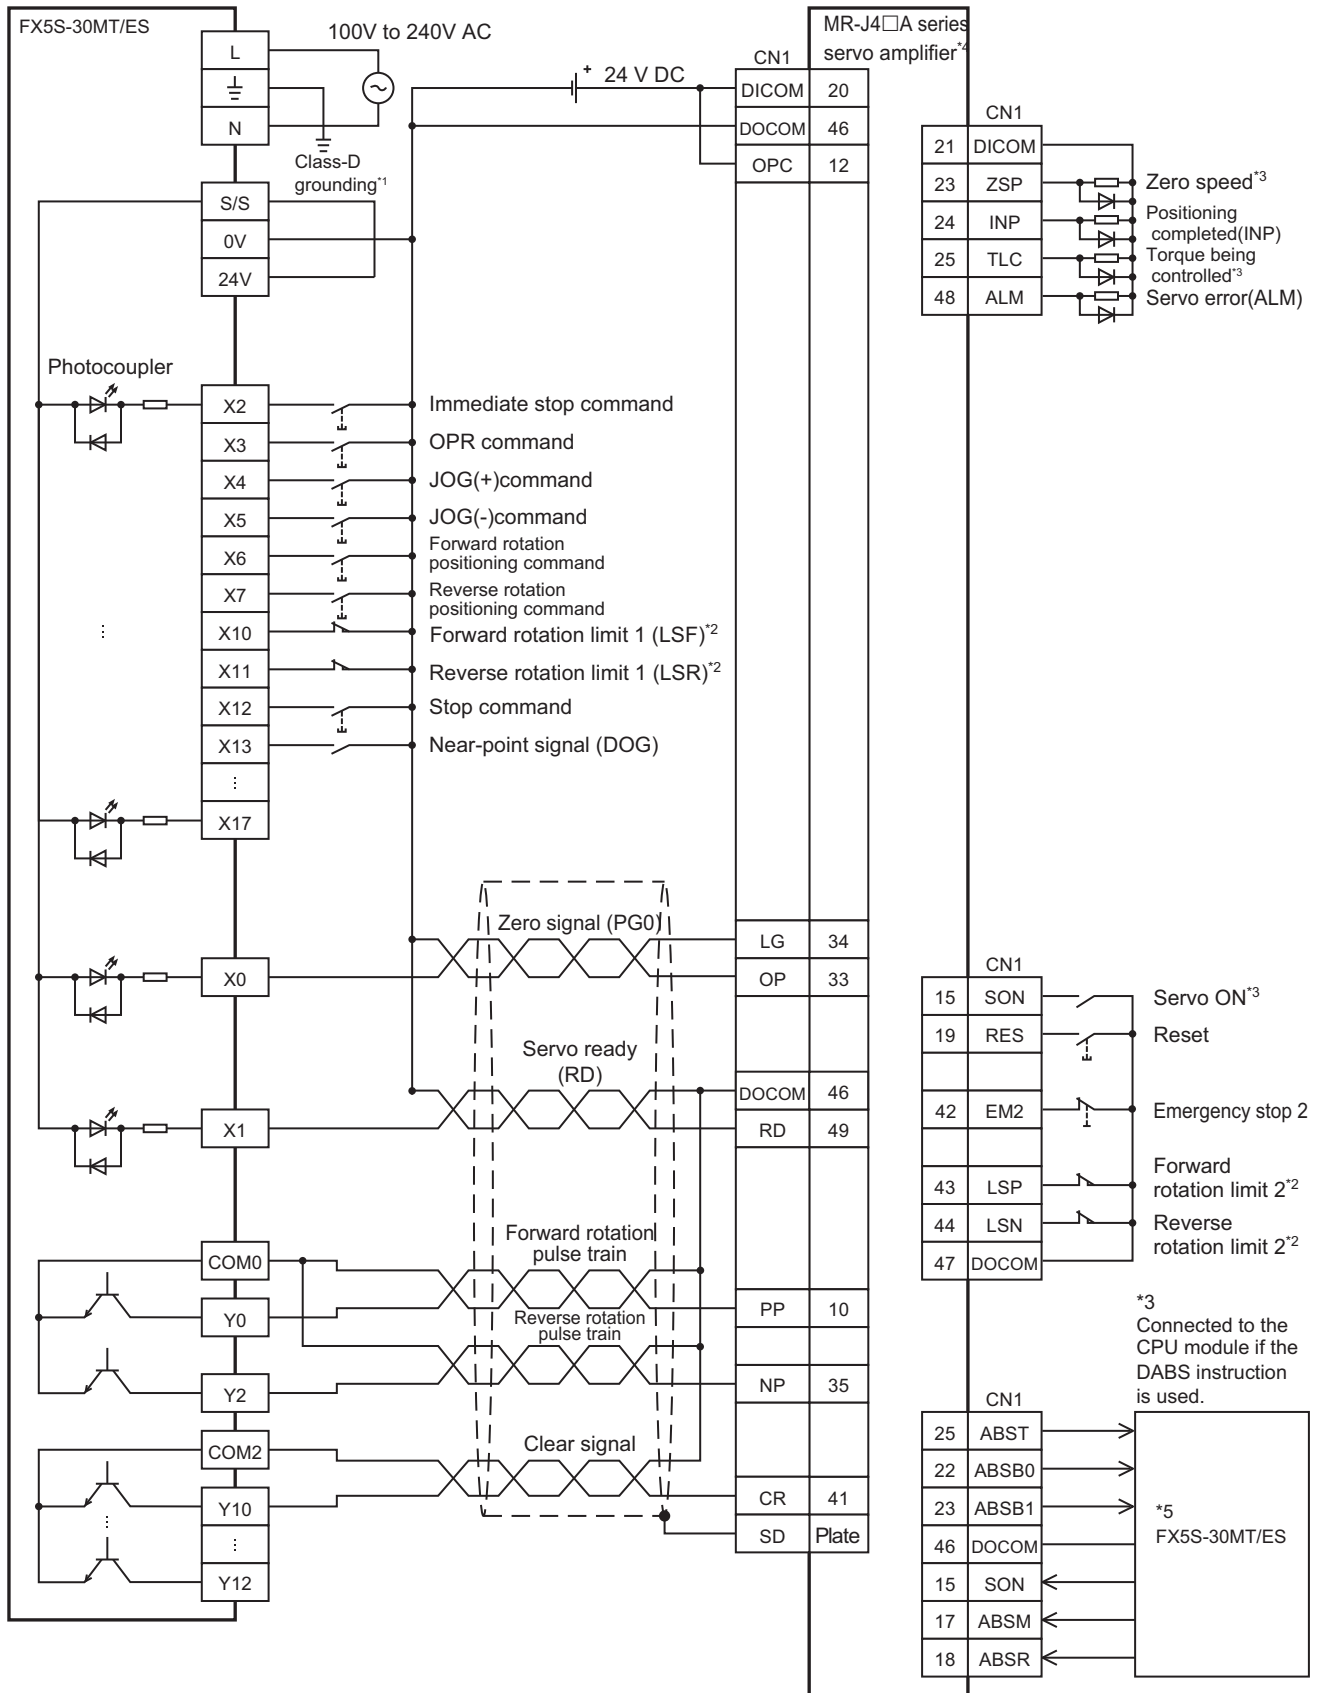 FX5S-30MT/ES
L
N
100V to 240V AC
Class-D
grounding*1
S/S
0V
24V
+ 24 V DC
MR-J4□A series
servo amplifier*4
CN1
DICOM 20
DOCOM 46
OPC 12
CN1
21 DICOM
23 ZSP Zero speed*3
24 INP Positioning
completed(INP)
25 TLC Torque being
controlled*3
48 ALM Servo error(ALM)
Photocoupler
X2 Immediate stop command
X3 OPR command
X4 JOG(+)command
X5 JOG(-)command
X6 Forward rotation
positioning command
X7 Reverse rotation
positioning command
⋮
X10 Forward rotation limit 1 (LSF)*2
X11 Reverse rotation limit 1 (LSR)*2
X12 Stop command
X13 Near-point signal (DOG)
⋮
X17
Zero signal (PG0)
LG 34
X0
OP 33
Servo ready
(RD)
DOCOM 46
X1
RD 49
CN1
15 SON Servo ON*3
19 RES Reset
42 EM2 Emergency stop 2
43 LSP Forward
rotation limit 2*2
44 LSN Reverse
rotation limit 2*2
47 DOCOM
COM0
Forward rotation
pulse train
Y0
PP 10
Reverse rotation
pulse train
Y2
NP 35
COM2
Clear signal
Y10
CR 41
⋮
⋮
SD Plate
Y12
*3
Connected to the
CPU module if the
DABS instruction
is used.
CN1
25 ABST
22 ABSB0
23 ABSB1
46 DOCOM
15 SON
17 ABSM
18 ABSR
*5
FX5S-30MT/ES